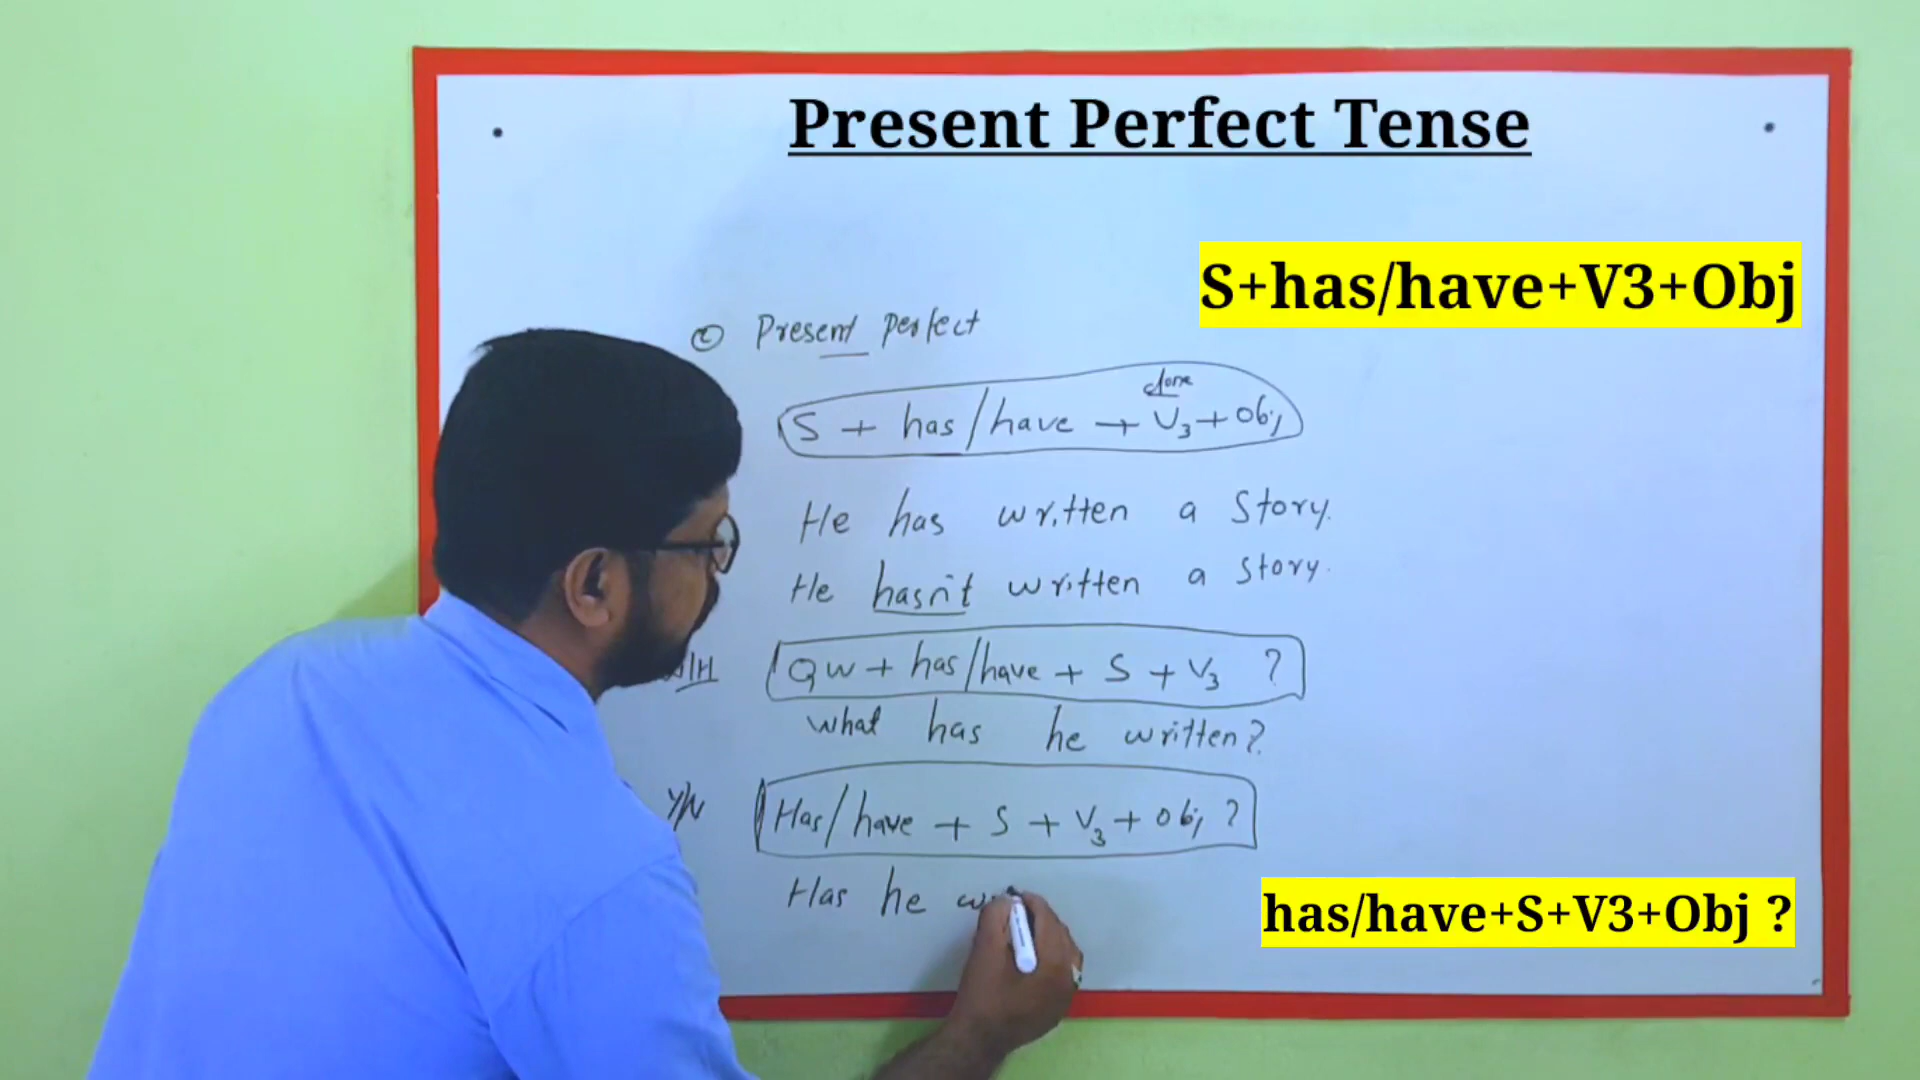 Present Perfect Tense
S+has/have+V3+Obj
Present perfect
done
S + has/have + V3 + Obj
He has written a Story.
He hasn't written a story.
QW + has/have + S + V3 ?
what has he written?
Y/N Has/have + S + V3 + Obj ?
Has he
has/have+S+V3+Obj ?